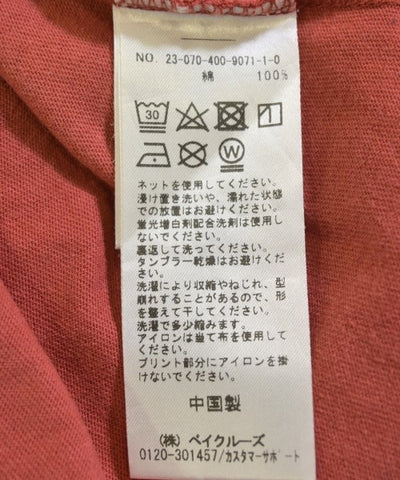 NO. 23-070-400-9071-1-0
綿 100%
30
W
ネットを使用してください。
浸け置き洗いや、濡れた状態
での放置はお避けください。
蛍光増白剤配合洗剤は使用し
ないでください。
裏返して洗ってください。
タンブラー乾燥はお避けくだ
さい。
洗濯により収縮やねじれ、型
崩れすることがあるので、形
を整えて干してください。
洗濯で多少縮みます。
アイロンは当て布を使用して
ください。
プリント部分にアイロンを掛
けないでください。
中国製
(株) ベイクルーズ
0120-301457/カスタマーサポート